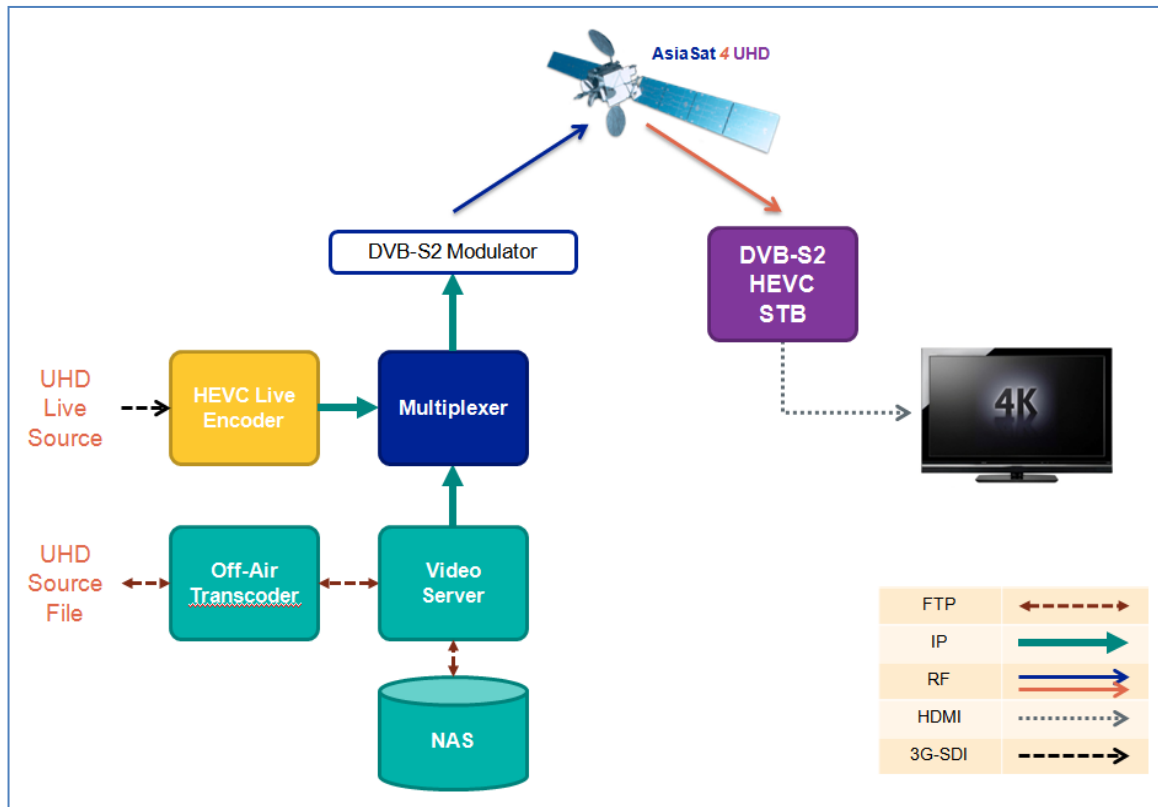 AsiaSat 4 UHD
DVB-S2 Modulator
DVB-S2
HEVC
STB
UHD
Live
Source
HEVC Live
Encoder
Multiplexer
4K
UHD
Source
File
Off-Air
Transcoder
Video
Server
NAS
FTP
IP
RF
HDMI
3G-SDI